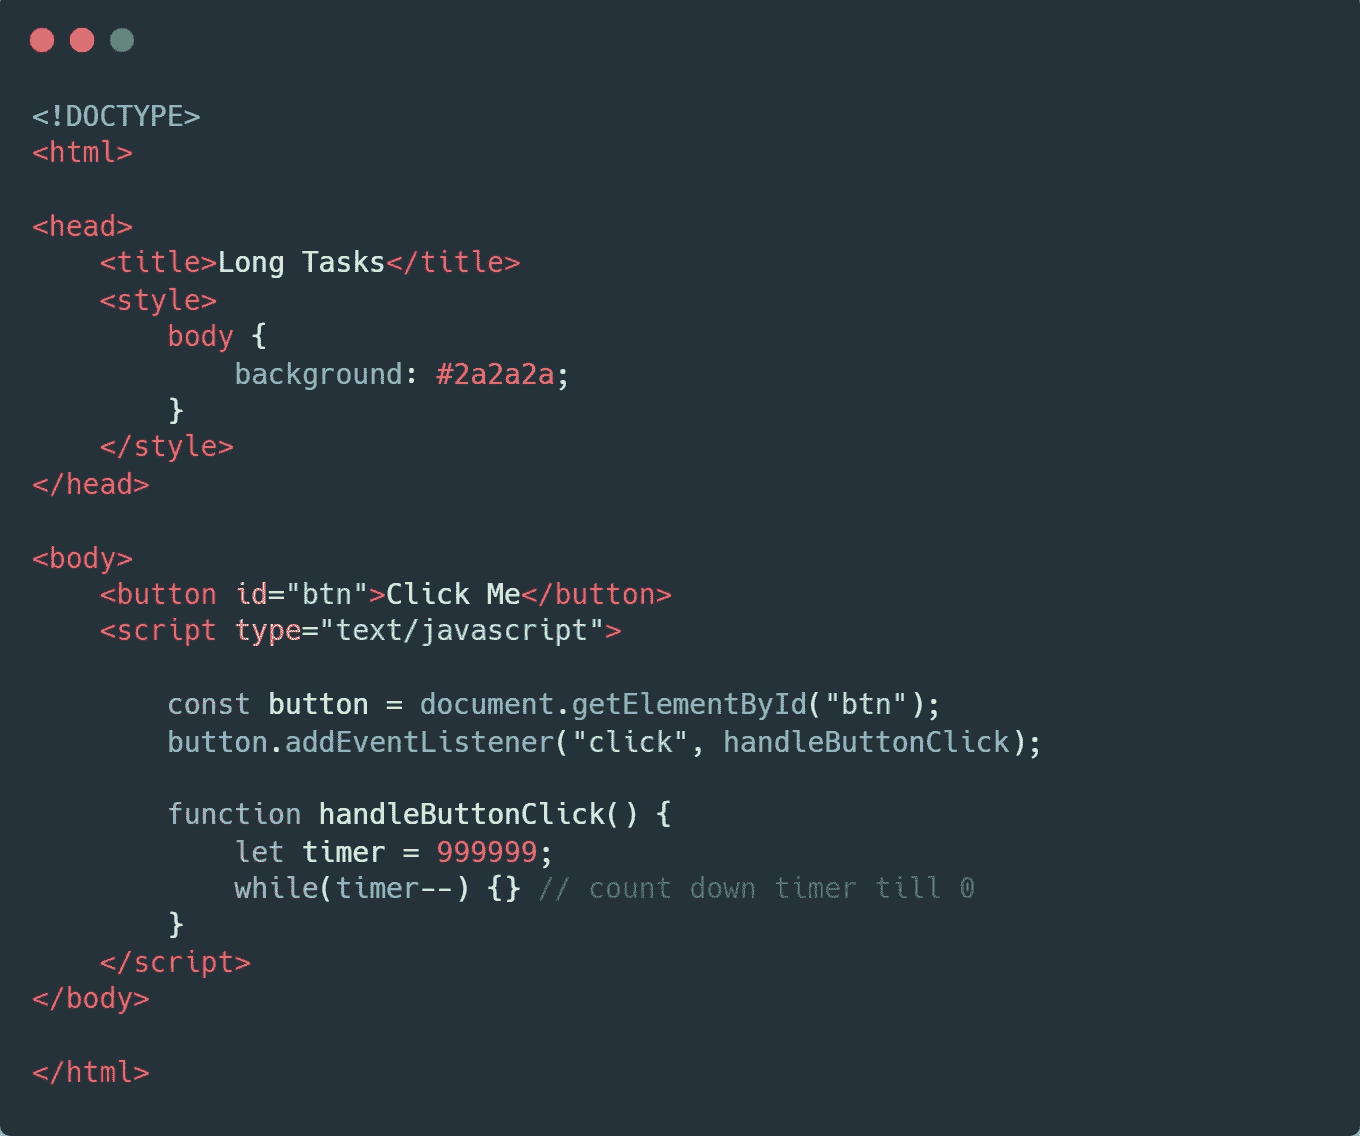 <!DOCTYPE>
<html>
<head>
    <title>Long Tasks</title>
    <style>
        body {
            background: #2a2a2a;
        }
    </style>
</head>
<body>
    <button id="btn">Click Me</button>
    <script type="text/javascript">
        const button = document.getElementById("btn");
        button.addEventListener("click", handleButtonClick);
        function handleButtonClick() {
            let timer = 999999;
            while(timer--) {} // count down timer till 0
        }
    </script>
</body>
</html>